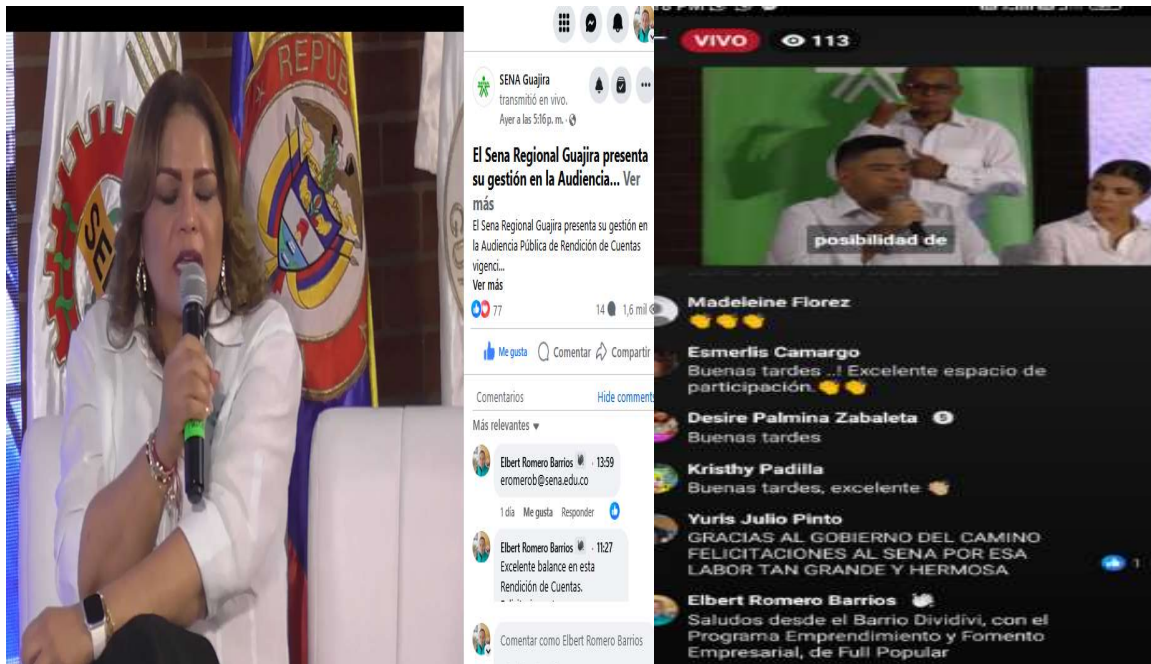 REPUB
SE
SENA Guajira
transmitió en vivo.
Ayer a las 5:16 p. m. ·
El Sena Regional Guajira presenta
su gestión en la Audiencia... Ver
más
El Sena Regional Guajira presenta su gestión en
la Audiencia Pública de Rendición de Cuentas
vigenci...
Ver más
77
14
1,6 mil
Me gusta
Comentar
Compartir
Comentarios
Hide comments
Más relevantes
Elbert Romero Barrios · 13:59
eromerob@sena.edu.co
1 día Me gusta Responder
Elbert Romero Barrios · 11:27
Excelente balance en esta
Rendición de Cuentas.
Comentar como Elbert Romero Barrios
PM
VIVO
113
posibilidad de
Madeleine Florez
👏👏👏
Esmerlis Camargo
Buenas tardes ..! Excelente espacio de
participación.👏👏
Desire Palmina Zabaleta 5
Buenas tardes
Kristhy Padilla
Buenas tardes, excelente 👏🏻
Yuris Julio Pinto
GRACIAS AL GOBIERNO DEL CAMINO
FELICITACIONES AL SENA POR ESA
LABOR TAN GRANDE Y HERMOSA
1
Elbert Romero Barrios
Saludos desde el Barrio Dividivi, con el
Programa Emprendimiento y Fomento
Empresarial, de Full Popular